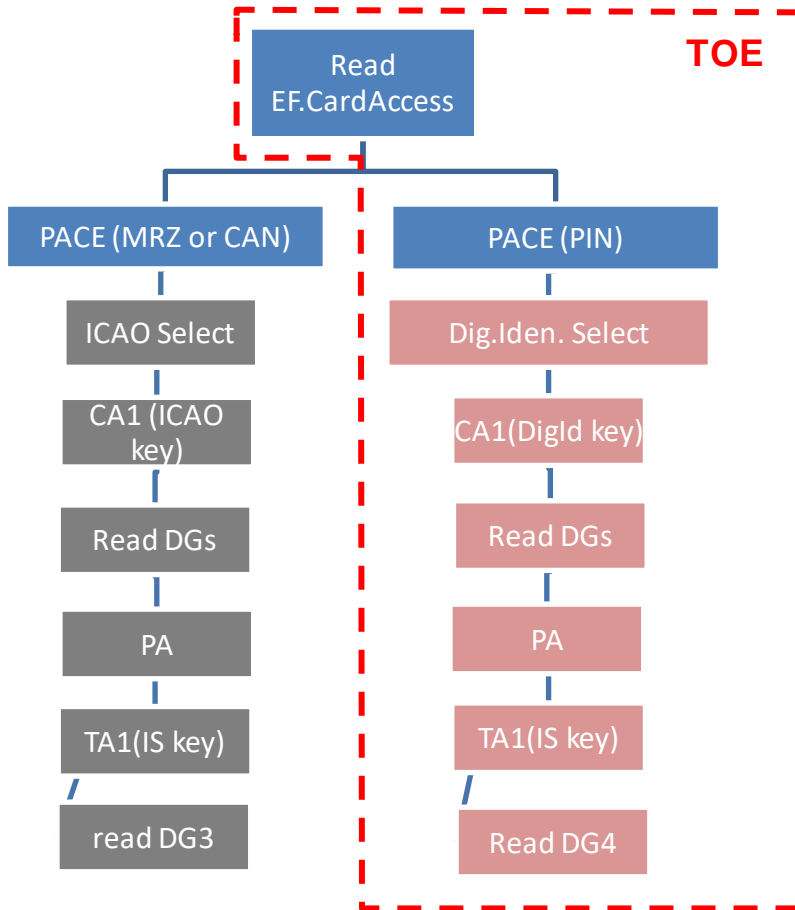 TOE
Read
EF.CardAccess
PACE (MRZ or CAN)
ICAO Select
CA1 (ICAO
key)
Read DGs
PA
TA1(IS key)
read DG3
PACE (PIN)
Dig.Iden. Select
CA1(DigId key)
Read DGs
PA
TA1(IS key)
Read DG4